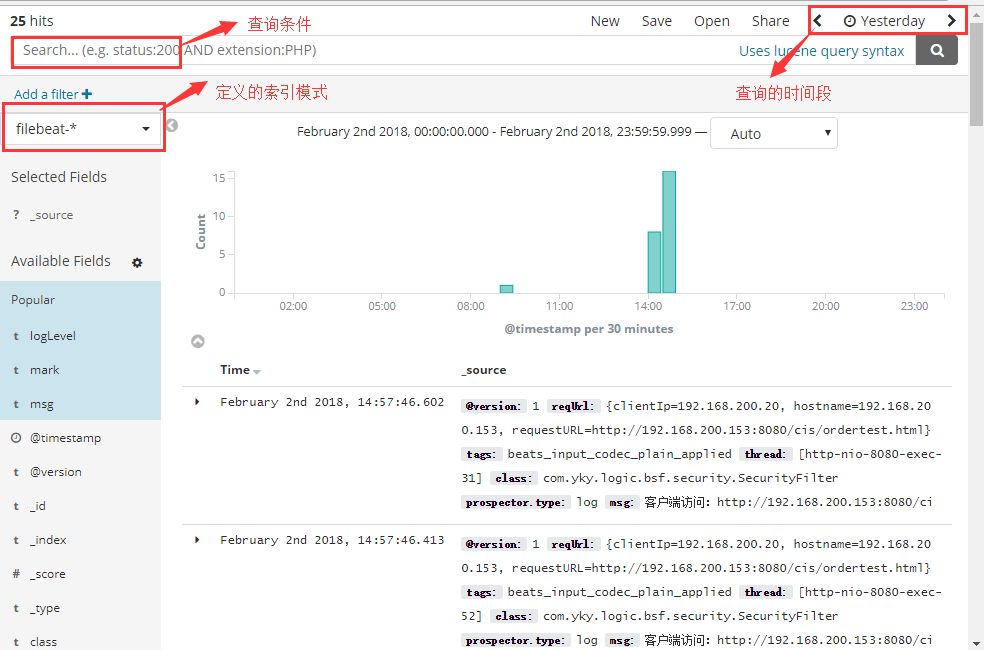 25 hits
查询条件
New Save Open Share Yesterday
Search... (e.g. status:200 AND extension:PHP)
Uses lucene query syntax
Add a filter
定义的索引模式
查询的时间段
filebeat-*
February 2nd 2018, 00:00:00.000 - February 2nd 2018, 23:59:59.999 —
Auto
Selected Fields
? _source
Available Fields
Popular
t logLevel
t mark
t msg
@timestamp
t @version
t _id
t _index
# _score
t _type
t class
Count
15
10
5
0
02:00 05:00 08:00 11:00 14:00 17:00 20:00 23:00
@timestamp per 30 minutes
Time _source
February 2nd 2018, 14:57:46.602
@version: 1 reqUrl: {clientIp=192.168.200.20, hostname=192.168.20
0.153, requestURL=http://192.168.200.153:8080/cis/ordertest.html}
tags: beats_input_codec_plain_applied thread: [http-nio-8080-exec-
31] class: com.yky.logic.bsf.security.SecurityFilter
prospector.type: log msg: 客户端访问: http://192.168.200.153:8080/ci
February 2nd 2018, 14:57:46.413
@version: 1 reqUrl: {clientIp=192.168.200.20, hostname=192.168.20
0.153, requestURL=http://192.168.200.153:8080/cis/ordertest.html}
tags: beats_input_codec_plain_applied thread: [http-nio-8080-exec-
52] class: com.yky.logic.bsf.security.SecurityFilter
prospector.type: log msg: 客户端访问: http://192.168.200.153:8080/ci